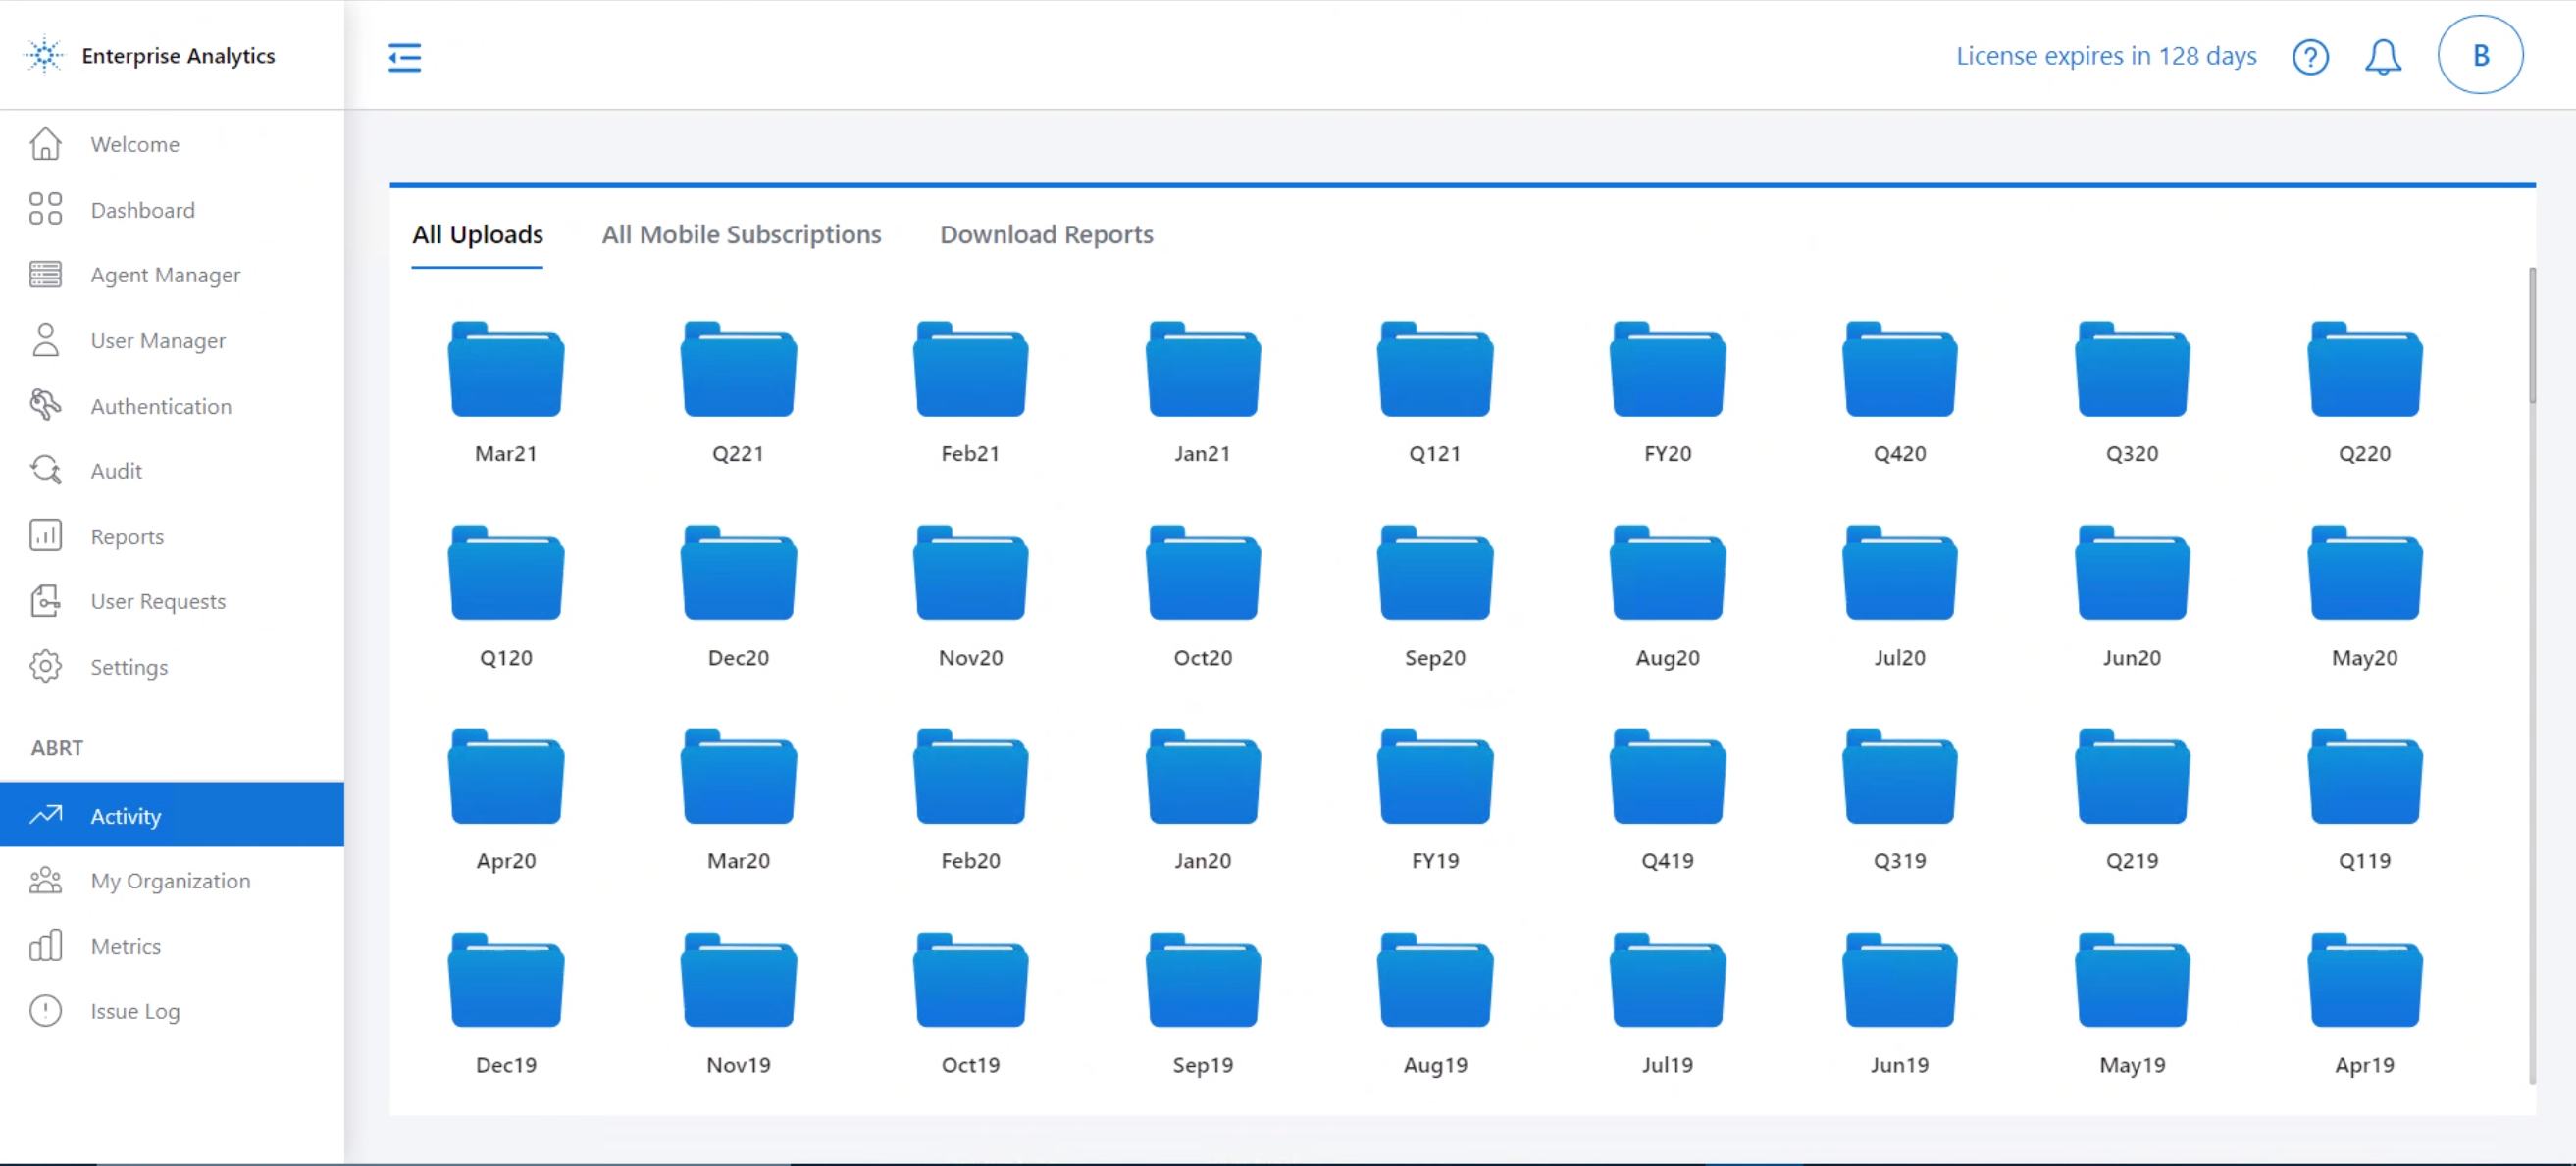 Enterprise Analytics
License expires in 128 days
?
B
Welcome
Dashboard
Agent Manager
User Manager
Authentication
Audit
Reports
User Requests
Settings
ABRT
Activity
My Organization
Metrics
Issue Log
All Uploads All Mobile Subscriptions Download Reports
Mar21 Q221 Feb21 Jan21 Q121 FY20 Q420 Q320 Q220
Q120 Dec20 Nov20 Oct20 Sep20 Aug20 Jul20 Jun20 May20
Apr20 Mar20 Feb20 Jan20 FY19 Q419 Q319 Q219 Q119
Dec19 Nov19 Oct19 Sep19 Aug19 Jul19 Jun19 May19 Apr19